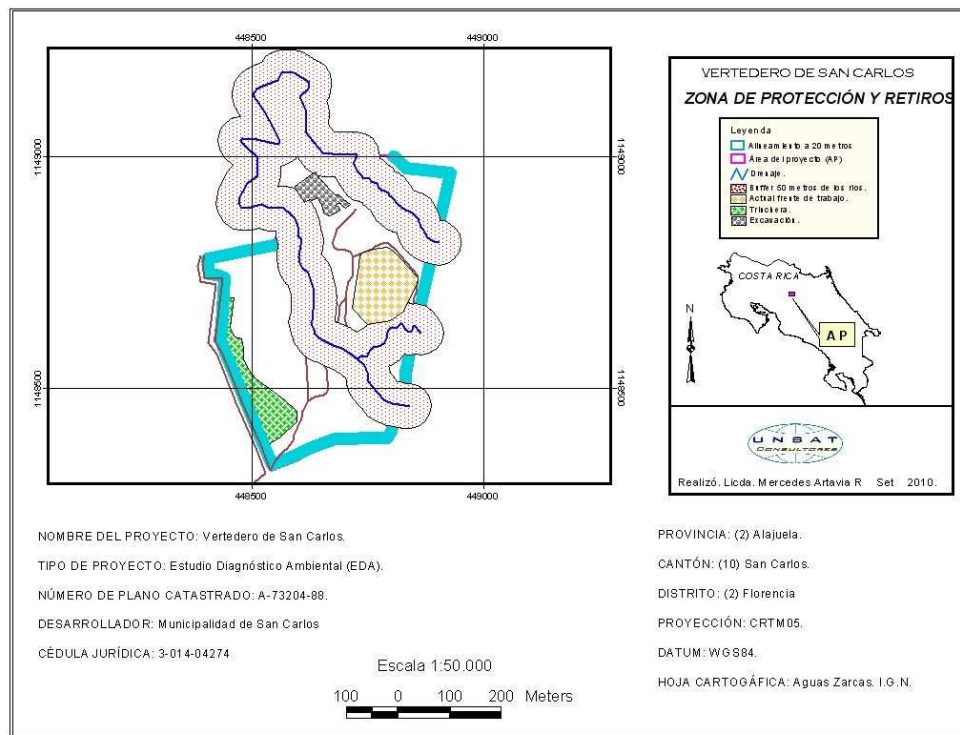 448500
449000
1149000
1149000
1148500
1148500
448500
449000
VERTEDERO DE SAN CARLOS
ZONA DE PROTECCIÓN Y RETIROS
Leyenda
Alineamiento a 20 metros
Área del proyecto (AP)
Drenaje.
Buffer 50 metros de los ríos.
Actual frente de trabajo.
Trinchera.
Excavación.
COSTA RICA
N
AP
UNSAT
CONSULTORES
Realizó. Licda. Mercedes Artavia R Set 2010.
NOMBRE DEL PROYECTO: Vertedero de San Carlos.
TIPO DE PROYECTO: Estudio Diagnóstico Ambiental (EDA).
NÚMERO DE PLANO CATASTRADO: A-73204-88.
DESARROLLADOR: Municipalidad de San Carlos
CÉDULA JURÍDICA: 3-014-04274
Escala 1:50.000
100 0 100 200 Meters
PROVINCIA: (2) Alajuela.
CANTÓN: (10) San Carlos.
DISTRITO: (2) Florencia
PROYECCIÓN: CRTM05.
DATUM: WGS84.
HOJA CARTOGÁFICA: Aguas Zarcas. I.G.N.